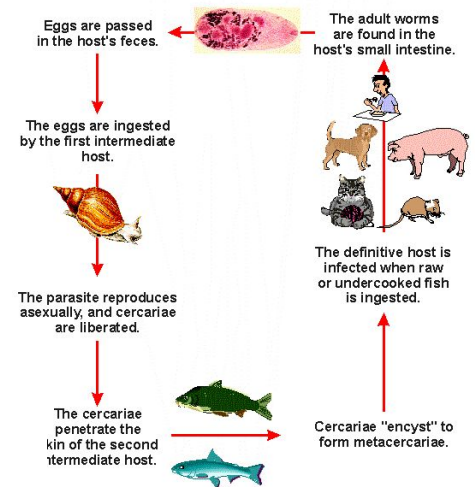 Eggs are passed
in the host's feces.
The eggs are ingested
by the first intermediate
host.
The parasite reproduces
asexually, and cercariae
are liberated.
The cercariae
penetrate the
kin of the second
ntermediate host.
Cercariae "encyst" to
form metacercariae.
The definitive host is
infected when raw
or undercooked fish
is ingested.
The adult worms
are found in the
host's small intestine.